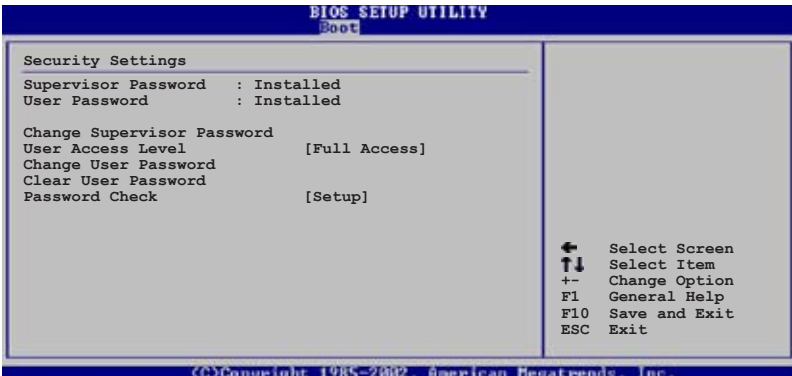 BIOS SETUP UTILITY
Boot
Security Settings
Supervisor Password : Installed
User Password : Installed
Change Supervisor Password
User Access Level [Full Access]
Change User Password
Clear User Password
Password Check [Setup]
← Select Screen
↑↓ Select Item
+- Change Option
F1 General Help
F10 Save and Exit
ESC Exit
(C)Copyright 1985-2002, American Megatrends, Inc.